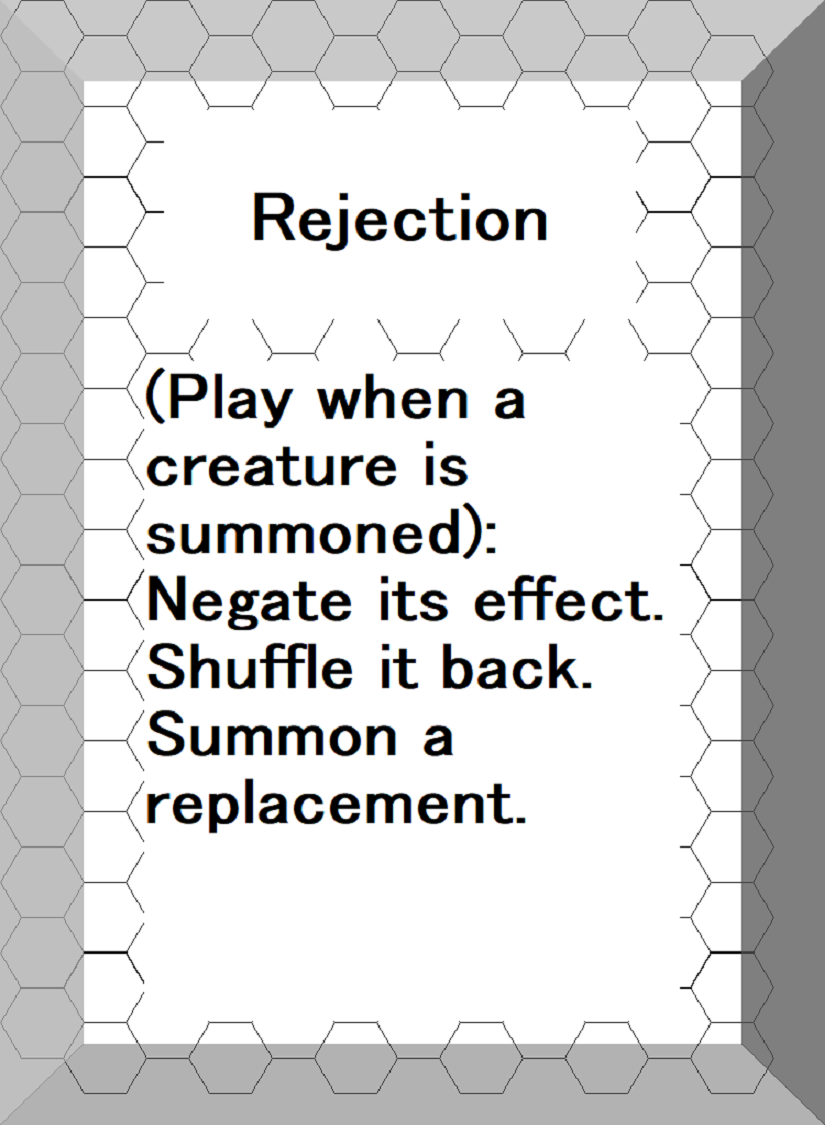 Rejection
(Play when a
creature is
summoned):
Negate its effect.
Shuffle it back.
Summon a
replacement.